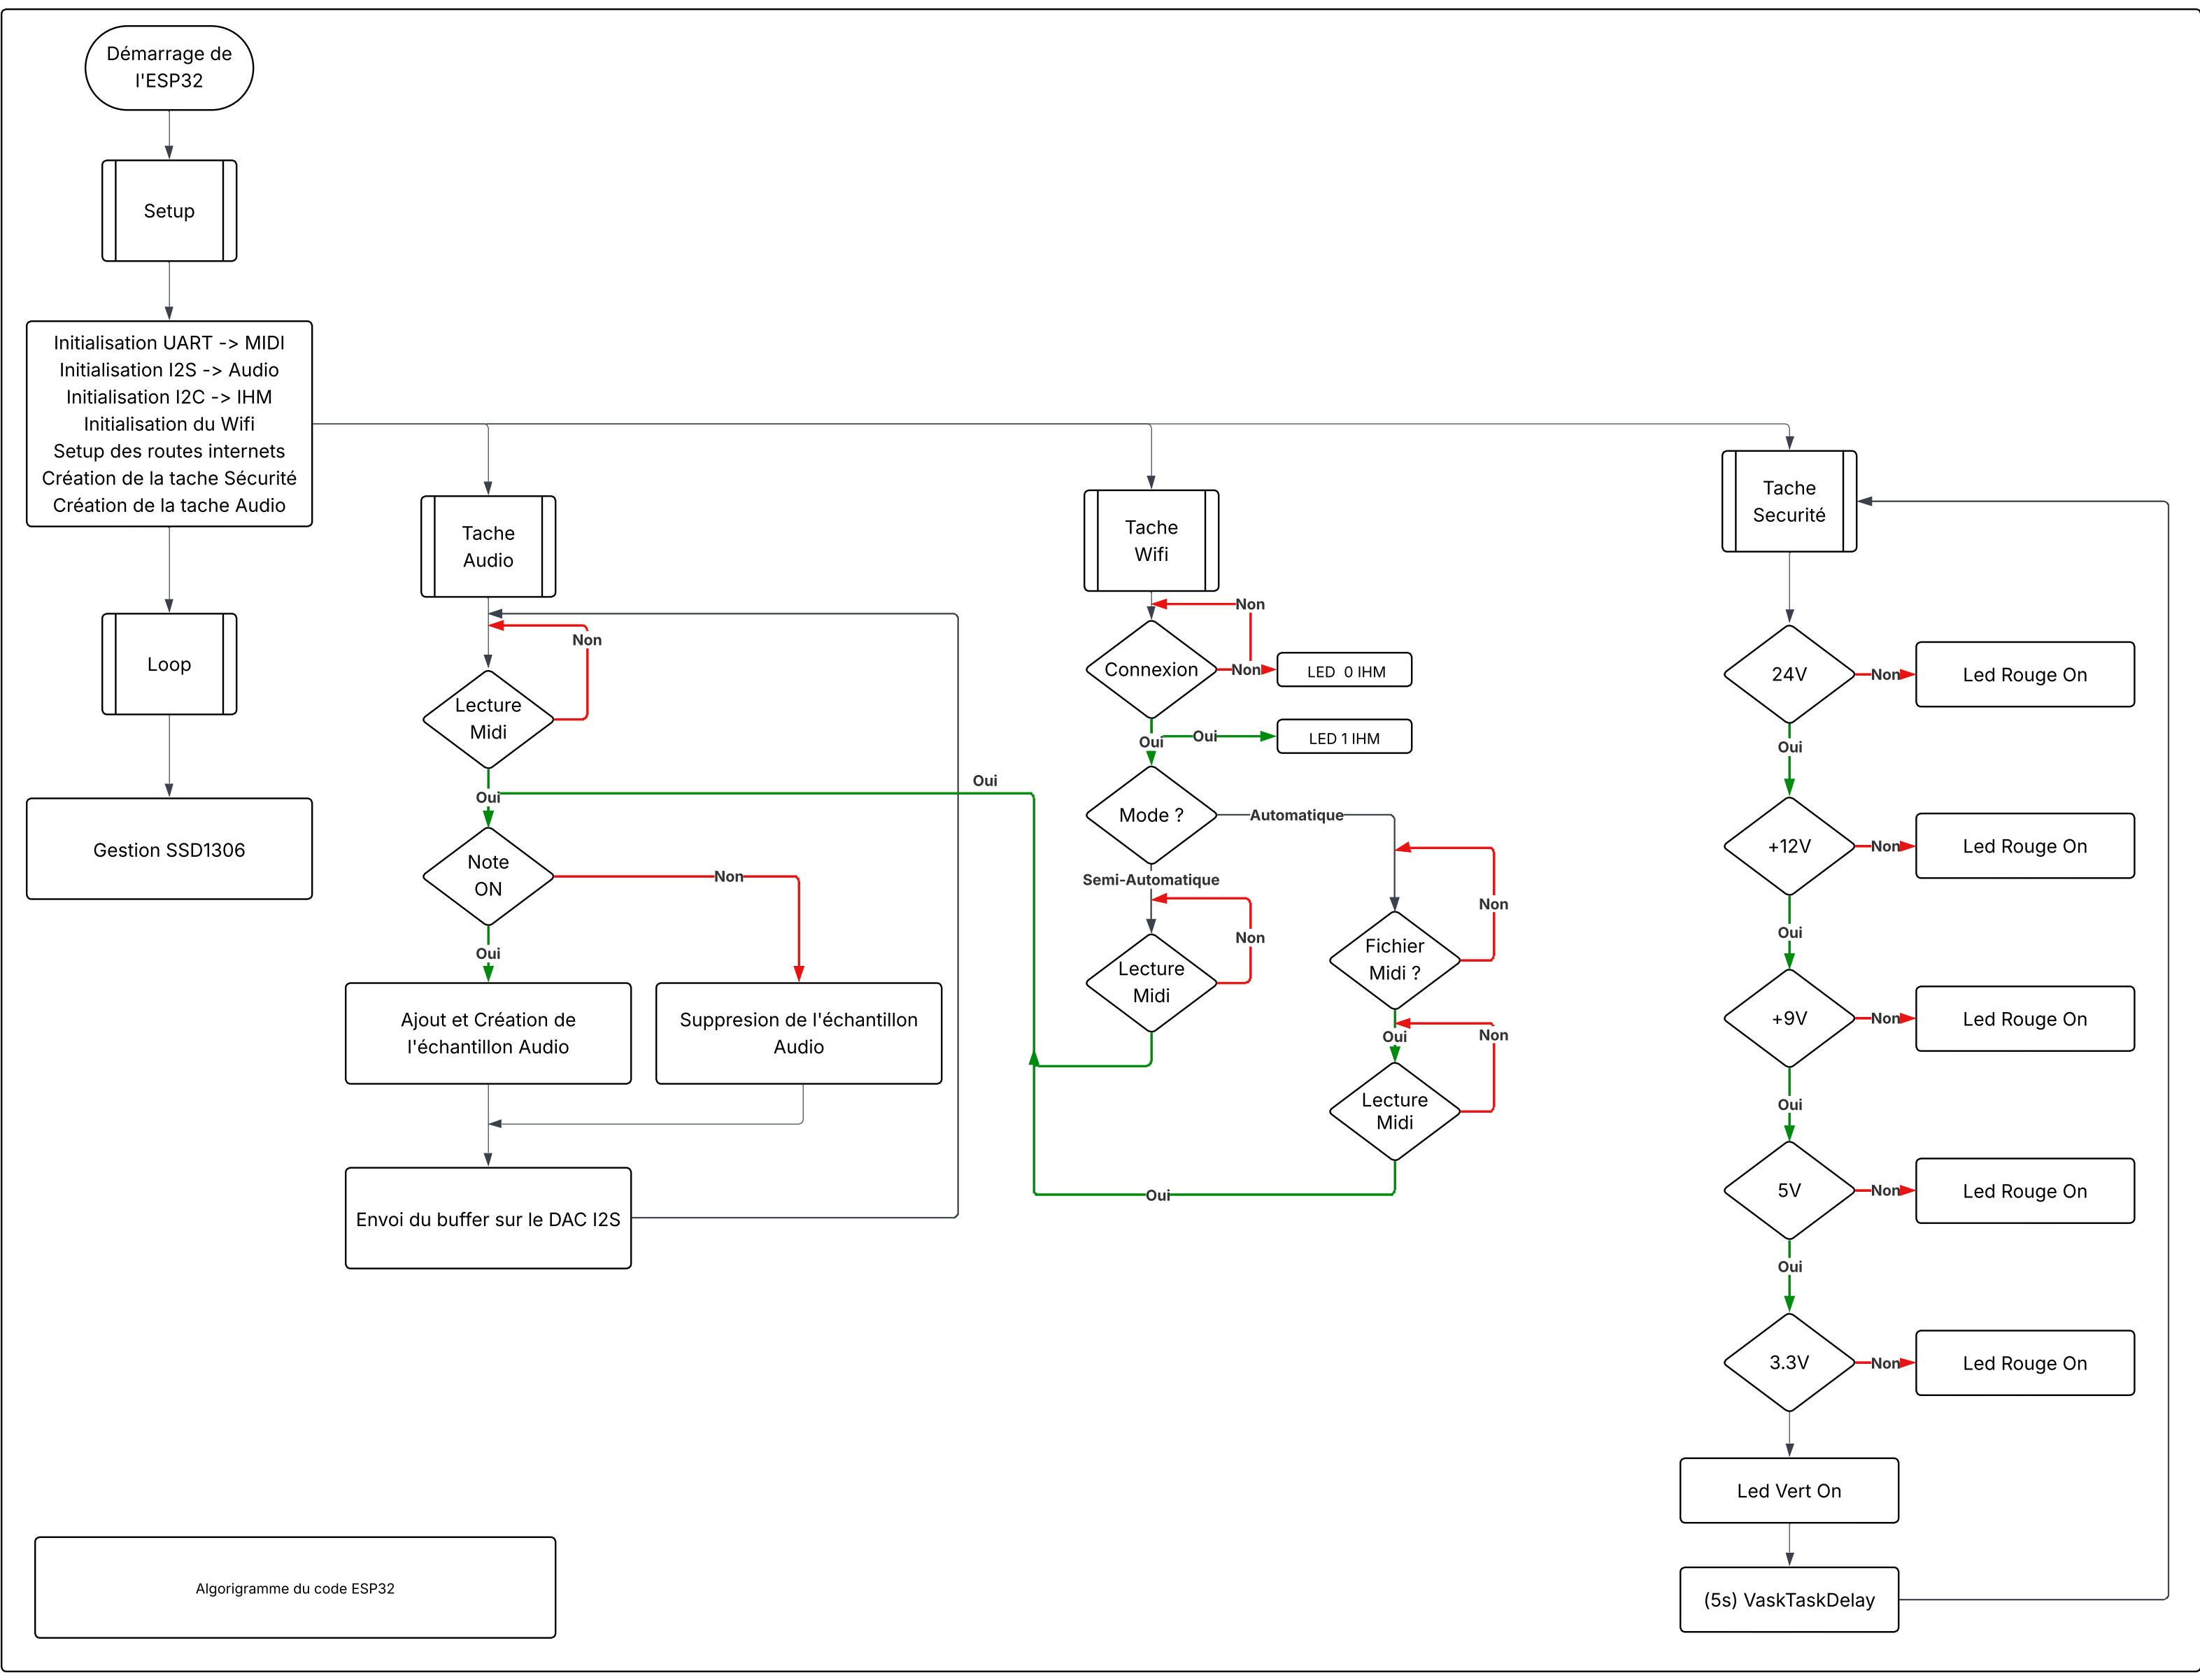 Démarrage de
l'ESP32
Setup
Initialisation UART -> MIDI
Initialisation I2S -> Audio
Initialisation I2C -> IHM
Initialisation du Wifi
Setup des routes internets
Création de la tache Sécurité
Création de la tache Audio
Loop
Gestion SSD1306
Tache
Audio
Non
Lecture
Midi
Oui
Oui
Note
ON
Non
Oui
Ajout et Création de
l'échantillon Audio
Suppresion de l'échantillon
Audio
Envoi du buffer sur le DAC I2S
Tache
Wifi
Non
Connexion
Non
LED 0 IHM
Oui
Oui
LED 1 IHM
Mode ?
Automatique
Semi-Automatique
Non
Lecture
Midi
Non
Fichier
Midi ?
Oui
Non
Lecture
Midi
Oui
Tache
Securité
24V
Non
Led Rouge On
Oui
+12V
Non
Led Rouge On
Oui
+9V
Non
Led Rouge On
Oui
5V
Non
Led Rouge On
Oui
3.3V
Non
Led Rouge On
Led Vert On
(5s) VaskTaskDelay
Algorigramme du code ESP32